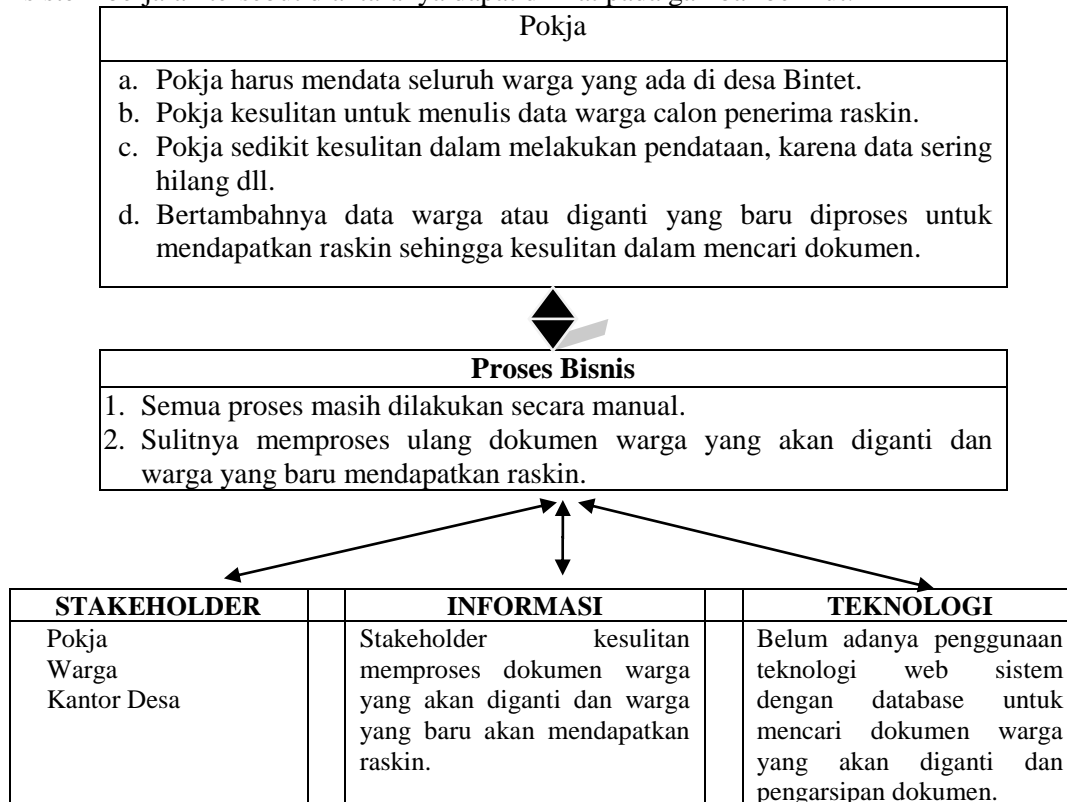 Pokja
a. Pokja harus mendata seluruh warga yang ada di desa Bintet.
b. Pokja kesulitan untuk menulis data warga calon penerima raskin.
c. Pokja sedikit kesulitan dalam melakukan pendataan, karena data sering
hilang dll.
d. Bertambahnya data warga atau diganti yang baru diproses untuk
mendapatkan raskin sehingga kesulitan dalam mencari dokumen.
Proses Bisnis
1. Semua proses masih dilakukan secara manual.
2. Sulitnya memproses ulang dokumen warga yang akan diganti dan
warga yang baru mendapatkan raskin.
STAKEHOLDER
Pokja
Warga
Kantor Desa
INFORMASI
Stakeholder kesulitan
memproses dokumen warga
yang akan diganti dan warga
yang baru akan mendapatkan
raskin.
TEKNOLOGI
Belum adanya penggunaan
teknologi web sistem
dengan database untuk
mencari dokumen warga
yang akan diganti dan
pengarsipan dokumen.